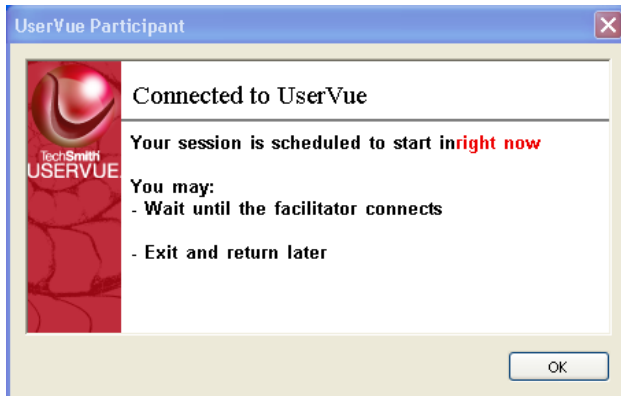 UserVue Participant
Connected to UserVue
TechSmith
USERVUE
Your session is scheduled to start inright now
You may:
- Wait until the facilitator connects
- Exit and return later
OK